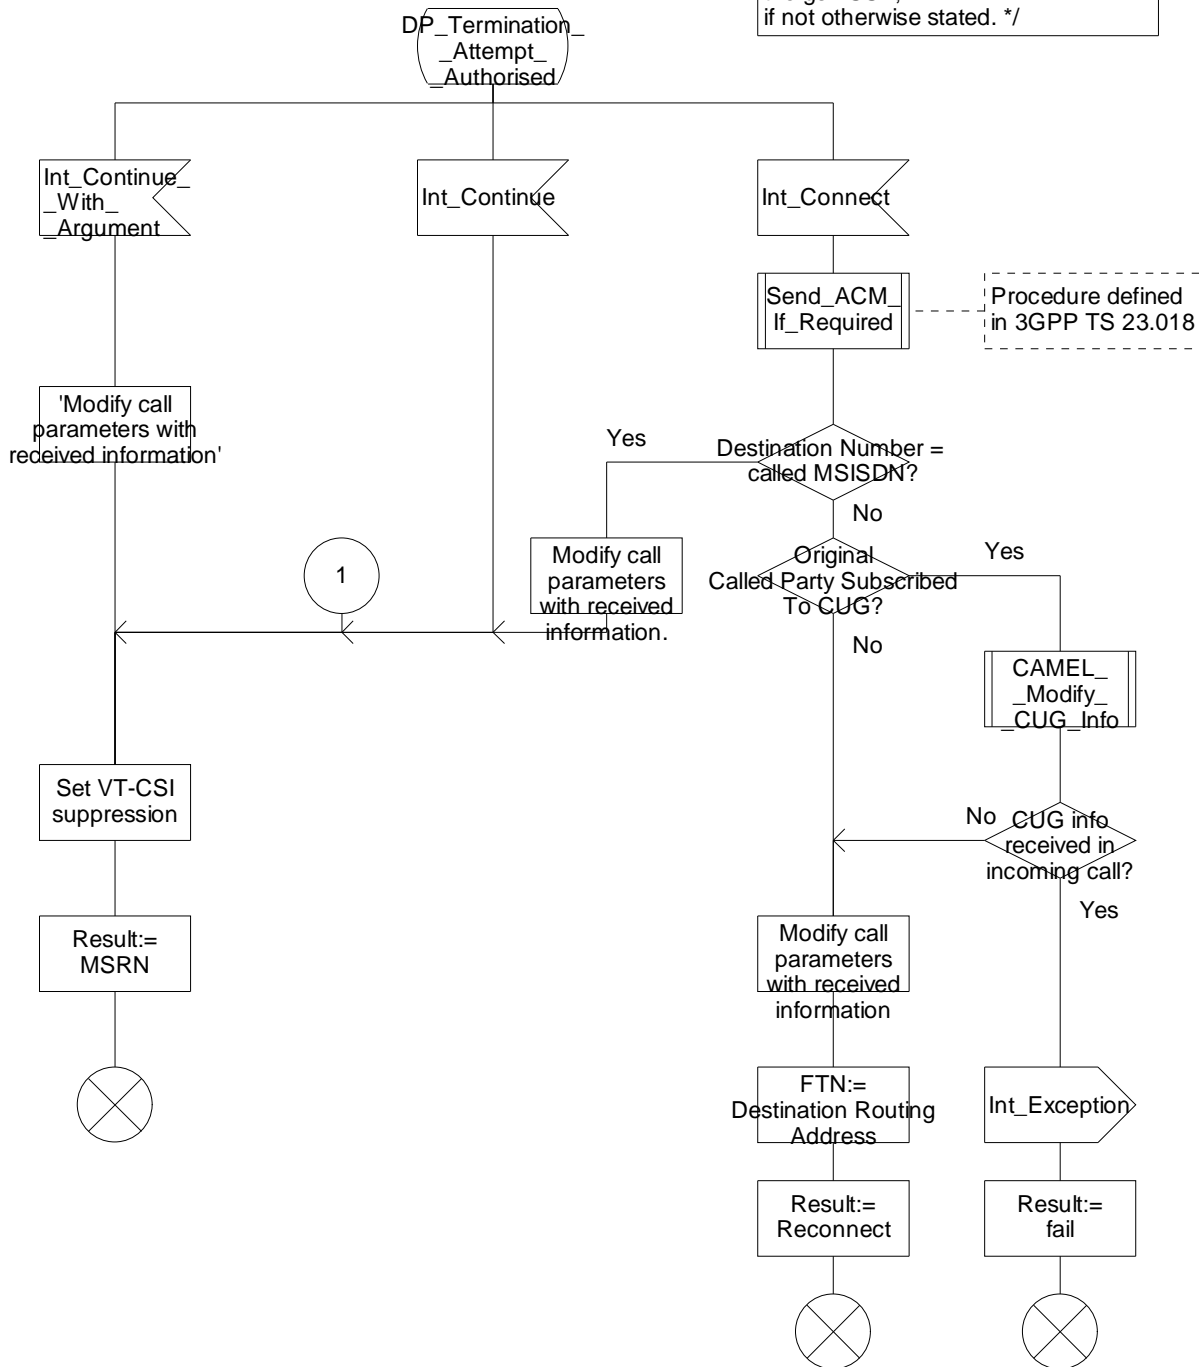 if not otherwise stated. */
DP_Termination_
_Attempt_
_Authorised
Int_Continue_
_With_
_Argument
Int_Continue
Int_Connect
Send_ACM_
If_Required
Procedure defined
in 3GPP TS 23.018
'Modify call
parameters with
received information'
Yes
Destination Number =
called MSISDN?
No
1
Modify call
parameters
with received
information.
Original
Called Party Subscribed
To CUG?
Yes
No
CAMEL_
_Modify_
_CUG_Info
Set VT-CSI
suppression
No
CUG info
received in
incoming call?
Yes
Result:=
MSRN
Modify call
parameters
with received
information
FTN:=
Destination Routing
Address
Int_Exception
Result:=
Reconnect
Result:=
fail